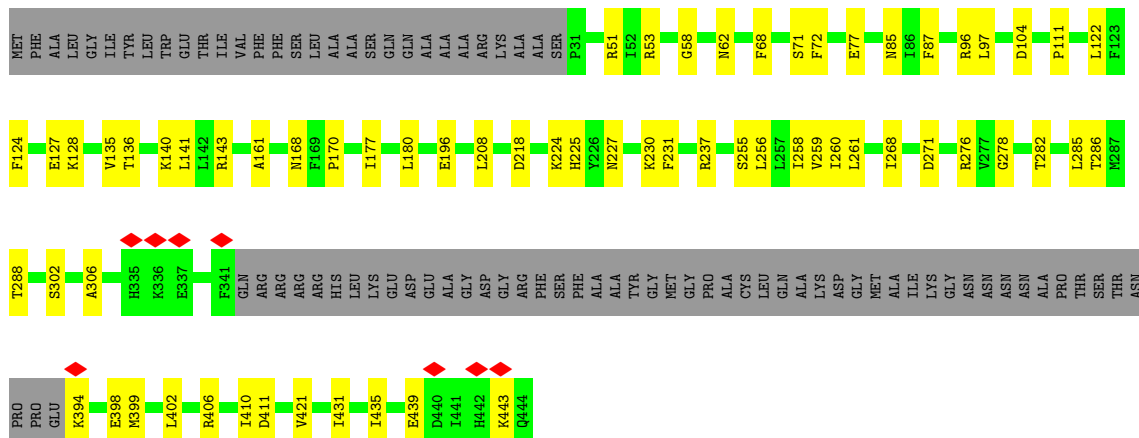 MET PHE ALA LEU GLY ILE TYR LEU TRP GLU THR ILE VAL PHE PHE SER LEU ALA ALA SER GLN GLN ALA ALA ALA ARG LYS ALA ALA SER P31 R51 I52 R53 G58 N62 F68 S71 F72 E77 N85 I86 F87 R96 L97 D104 P111 L122 F123
F124 E127 K128 V135 T136 K140 L141 L142 R143 A161 N168 F169 P170 I177 L180 E196 L208 D218 K224 H225 Y226 N227 K230 F231 R237 S255 L256 L257 I258 V259 I260 L261 I268 D271 R276 V277 G278 T282 L285 T286 M287
T288 S302 A306 H335 K336 E337 F341 GLN ARG ARG ARG ARG HIS LEU LYS GLU ASP GLU ALA GLY ASP GLY ARG PHE SER PHE ALA ALA TYR GLY MET GLY PRO ALA CYS LEU GLN ALA LYS ASP GLY MET ALA ILE LYS GLY ASN ASN ASN ASN ALA PRO THR SER THR ASN
PRO PRO GLU K394 E398 M399 L402 R406 I410 D411 V421 I431 I435 E439 D440 I441 H442 K443 Q444